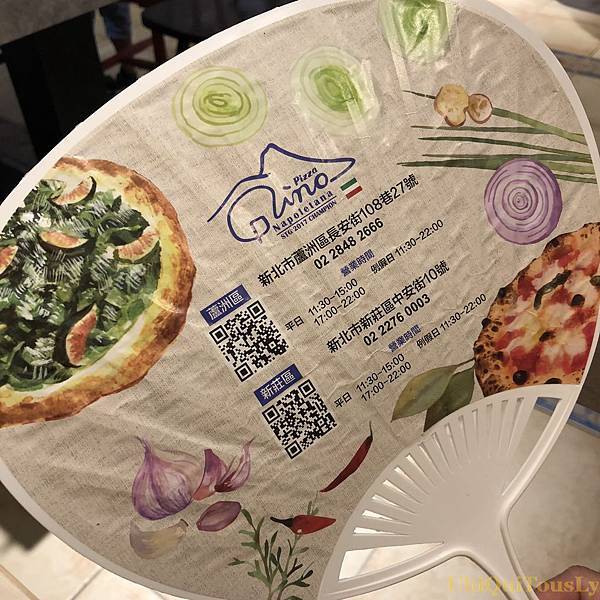 Pizza
Gino
Napoletana
STG 2017 CHAMPION
新北市蘆洲區長安街108巷27號
02 2848 2666
營業時間
蘆洲區
平日 11:30~15:00 例假日 11:30~22:00
17:00~22:00
新北市新莊區中安街10號
02 2276 0003
營業時間
新莊區
平日 11:30~15:00 例假日 11:30~22:00
17:00~22:00
UbiQuiTousLy